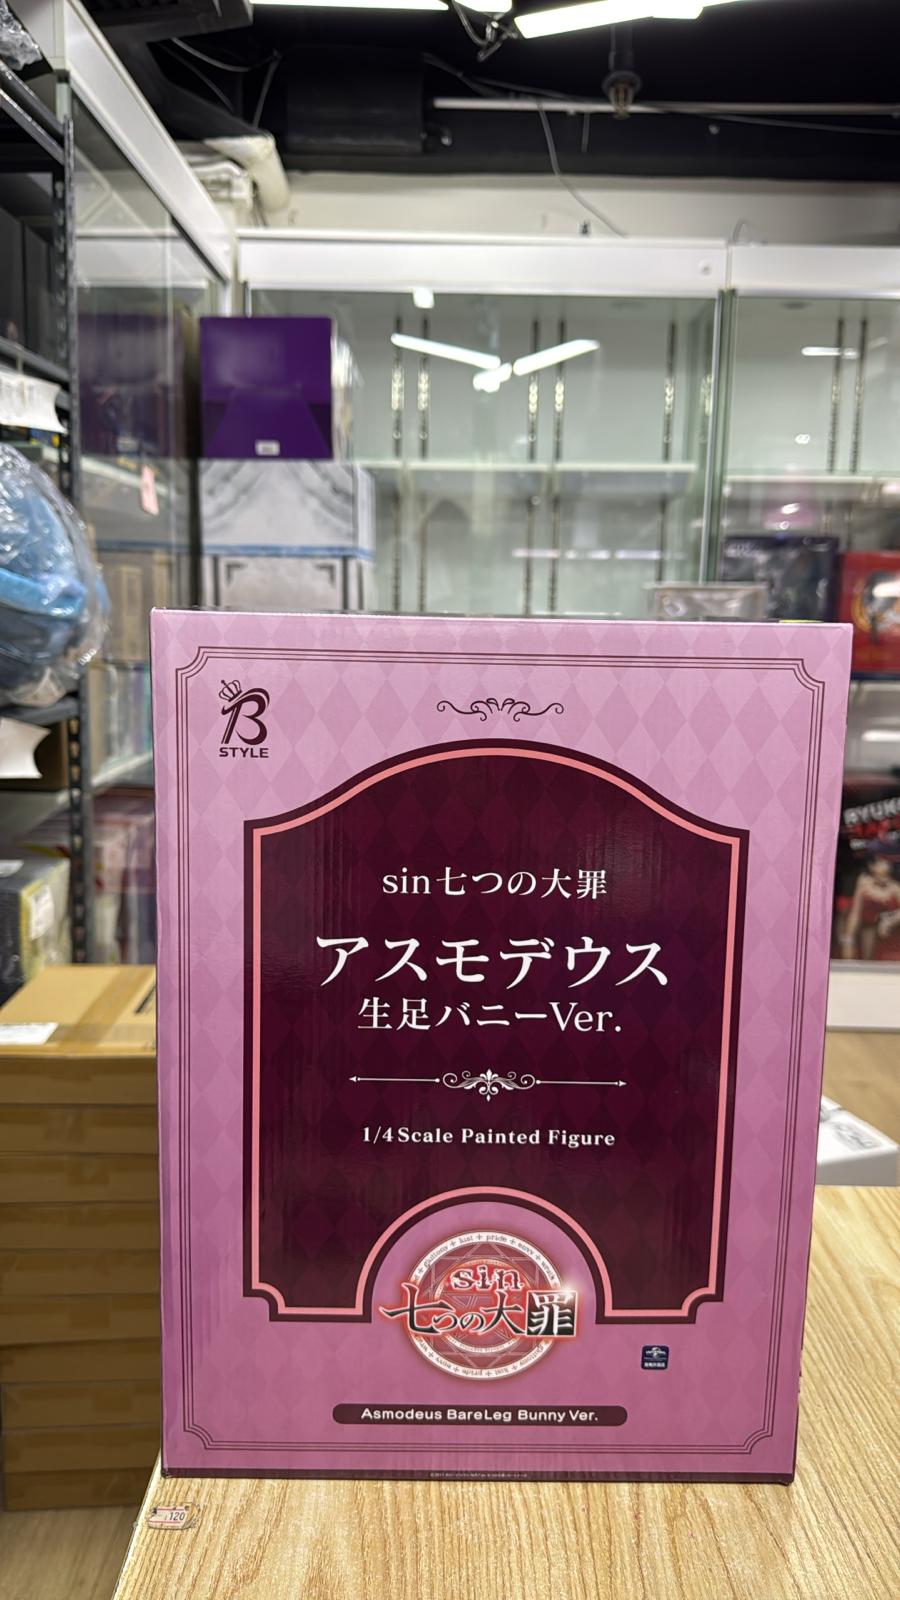 B
STYLE
sin七つの大罪
アスモデウス
生足バニーVer.
1/4 Scale Painted Figure
sin
七つの大罪
Asmodeus BareLeg Bunny Ver.
RYUK
120